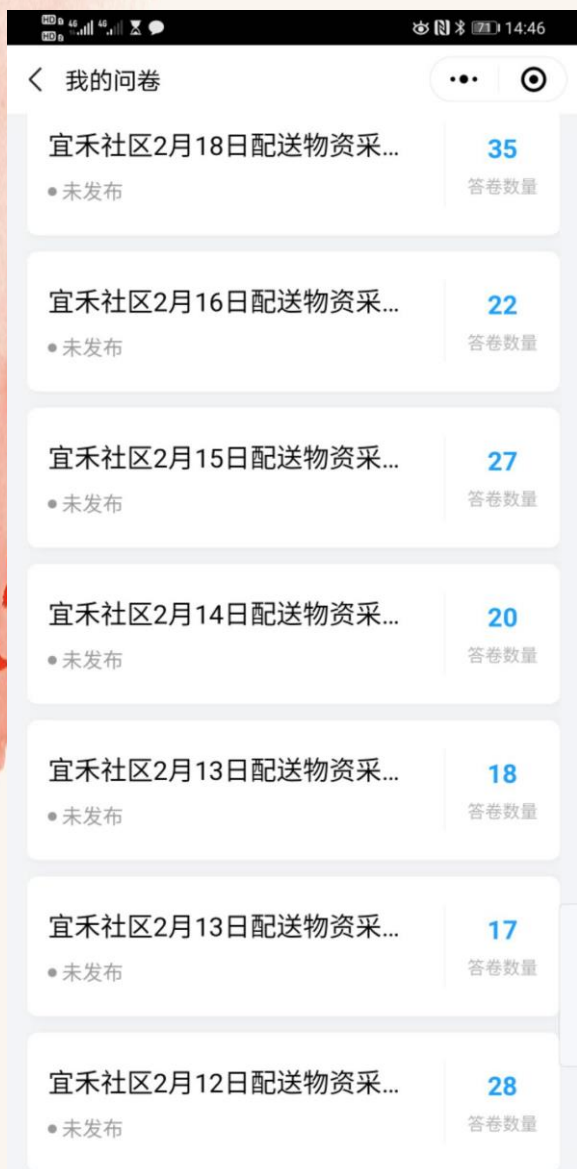 HD HD 46 46 71 14:46
我的问卷
宜禾社区2月18日配送物资采...
35
未发布
答卷数量
宜禾社区2月16日配送物资采...
22
未发布
答卷数量
宜禾社区2月15日配送物资采...
27
未发布
答卷数量
宜禾社区2月14日配送物资采...
20
未发布
答卷数量
宜禾社区2月13日配送物资采...
18
未发布
答卷数量
宜禾社区2月13日配送物资采...
17
未发布
答卷数量
宜禾社区2月12日配送物资采...
28
未发布
答卷数量